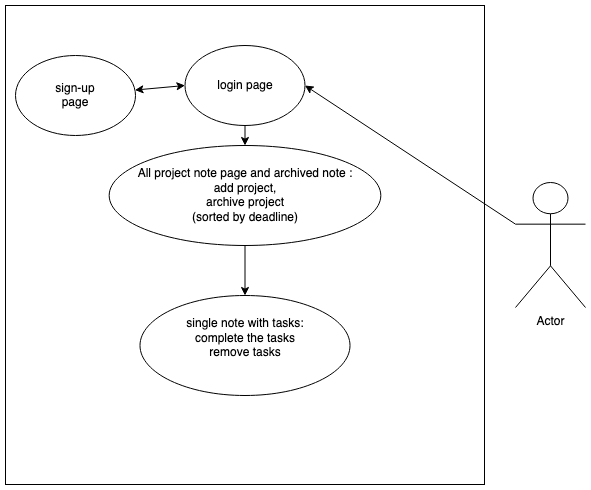 sign-up
page
login page
All project note page and archived note :
add project,
archive project
(sorted by deadline)
single note with tasks:
complete the tasks
remove tasks
Actor